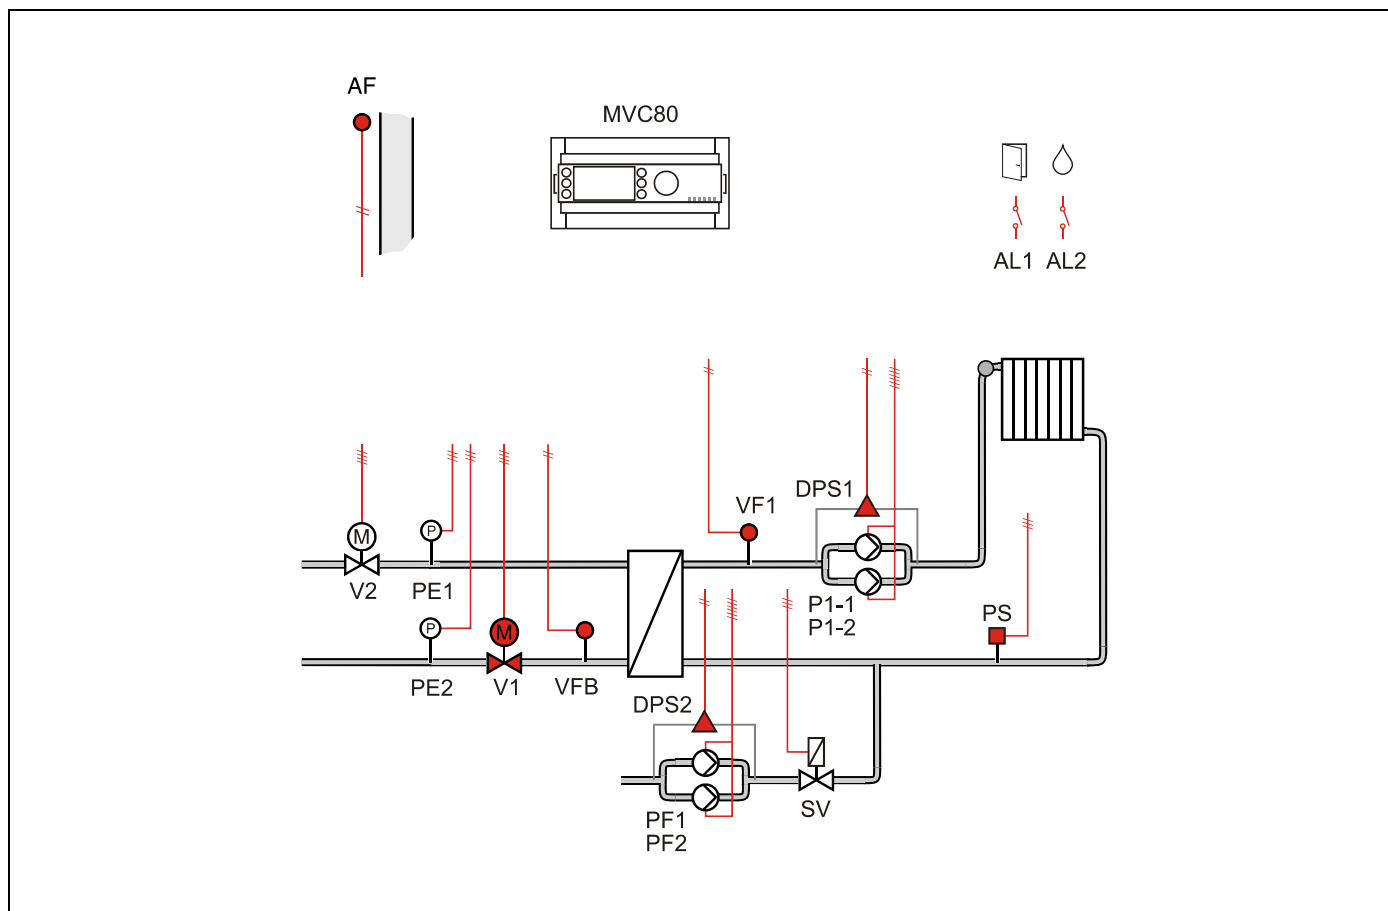 AF
MVC80
AL1 AL2
DPS1
VF1
M
P
V2
PE1
P1-1
P1-2
PS
P
M
PE2
V1
VFB
DPS2
PF1
PF2
SV